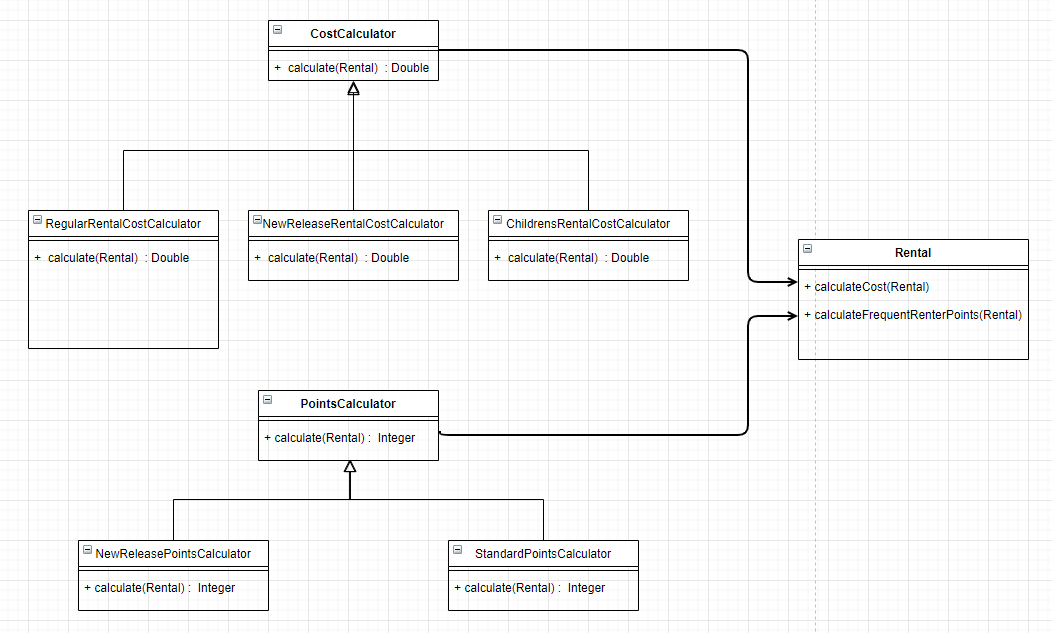 CostCalculator
+ calculate(Rental) : Double
RegularRentalCostCalculator
+ calculate(Rental) : Double
NewReleaseRentalCostCalculator
+ calculate(Rental) : Double
ChildrensRentalCostCalculator
+ calculate(Rental) : Double
Rental
+ calculateCost(Rental)
+ calculateFrequentRenterPoints(Rental)
PointsCalculator
+ calculate(Rental) : Integer
NewReleasePointsCalculator
+ calculate(Rental) : Integer
StandardPointsCalculator
+ calculate(Rental) : Integer